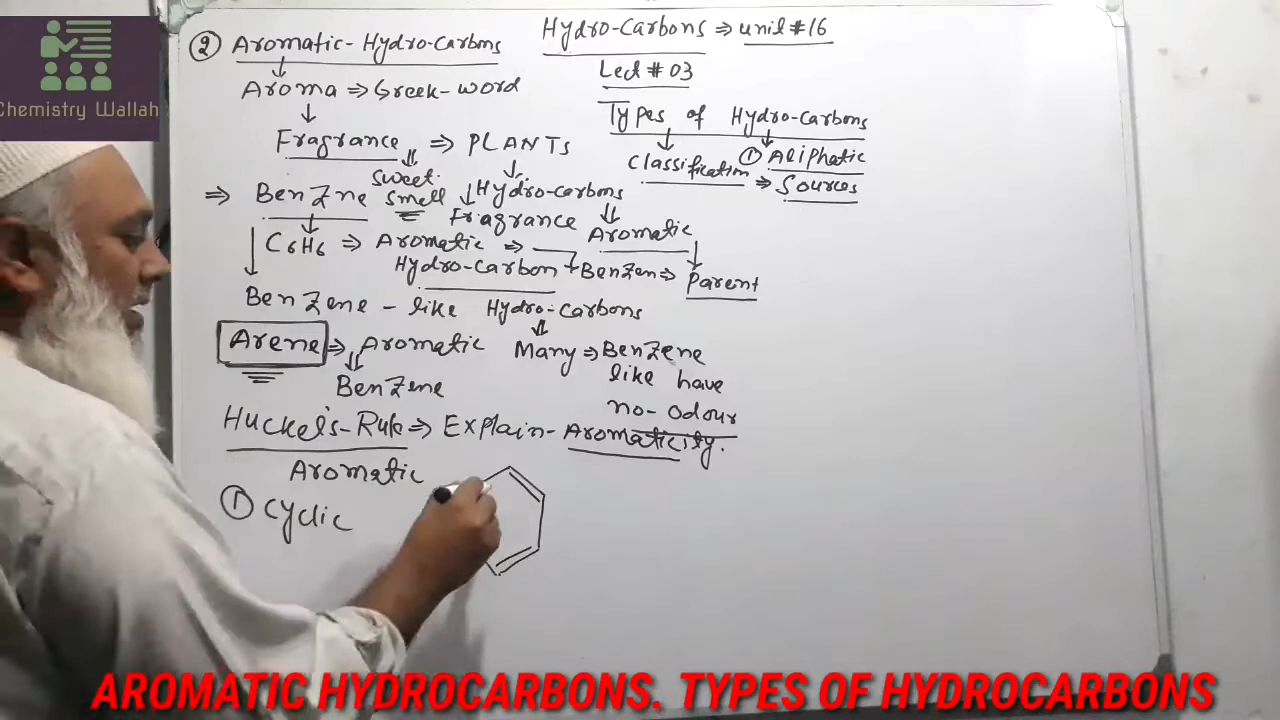 Chemistry Wallah
Hydro-Carbons ⇒ unit #16
Lect # 03
Types of Hydro-Carbons
Classification ① Aliphatic
⇒ Sources
② Aromatic-Hydro-Carbons
Aroma ⇒ Greek-word
Fragrance ⇒ PLANTS
sweet smell
Hydro-carbons
Fragrance Aromatic
⇒ BenZne
C6H6 ⇒ Aromatic ⇒
Hydro-Carbon BenZen ⇒ Parent
BenZene - like Hydro-Carbons
Arene ⇒ Aromatic Many ⇒ BenZene
BenZene like have
no-odour
Huckel's-Rule ⇒ Explain-Aromaticity.
Aromatic
① Cyclic
AROMATIC HYDROCARBONS. TYPES OF HYDROCARBONS